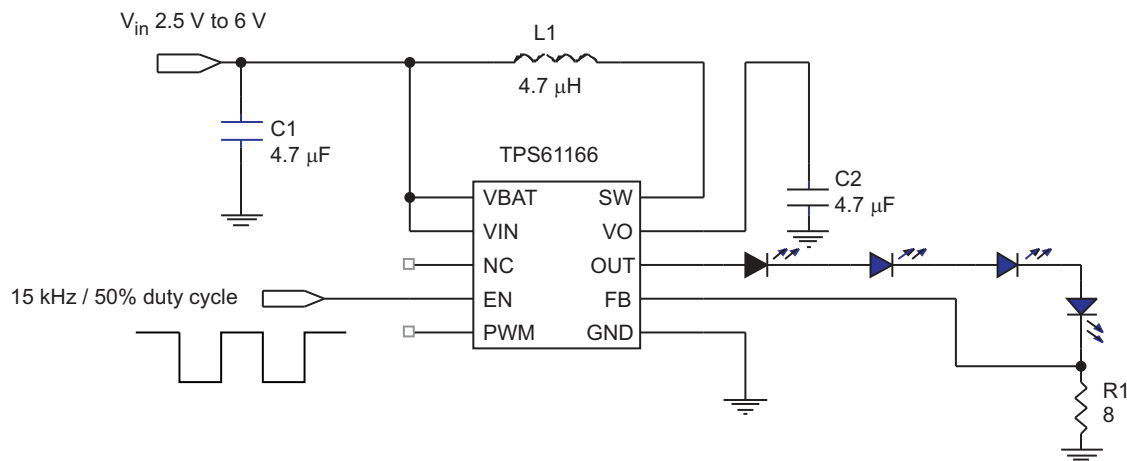 Vin 2.5 V to 6 V
L1
4.7 μH
C1
4.7 μF
TPS61166
C2
4.7 μF
VBAT
SW
VIN
VO
NC
OUT
15 kHz / 50% duty cycle
EN
FB
PWM
GND
R1
8